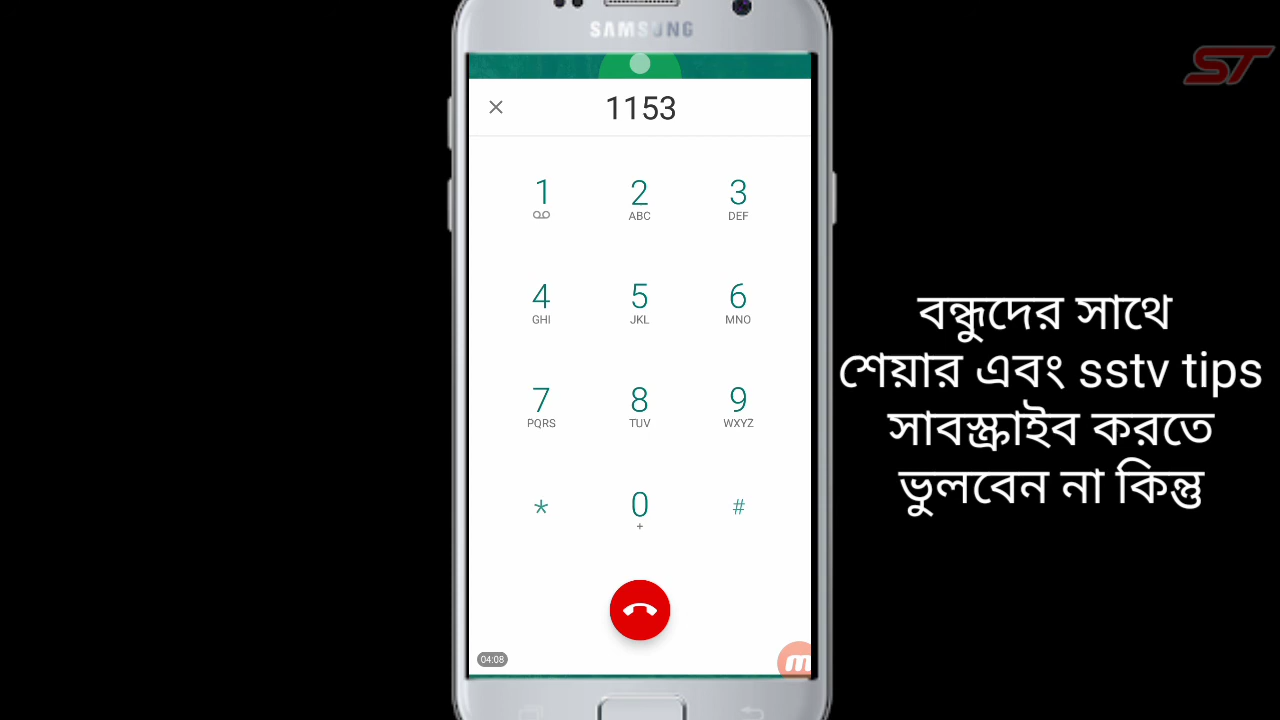 SAMSUNG
ST
1153
1
2
ABC
3
DEF
4
GHI
5
JKL
6
MNO
7
PQRS
8
TUV
9
WXYZ
*
0
+
#
04:08
m
বন্ধুদের সাথে
শেয়ার এবং sstv tips
সাবস্ক্রাইব করতে
ভুলবেন না কিন্তু